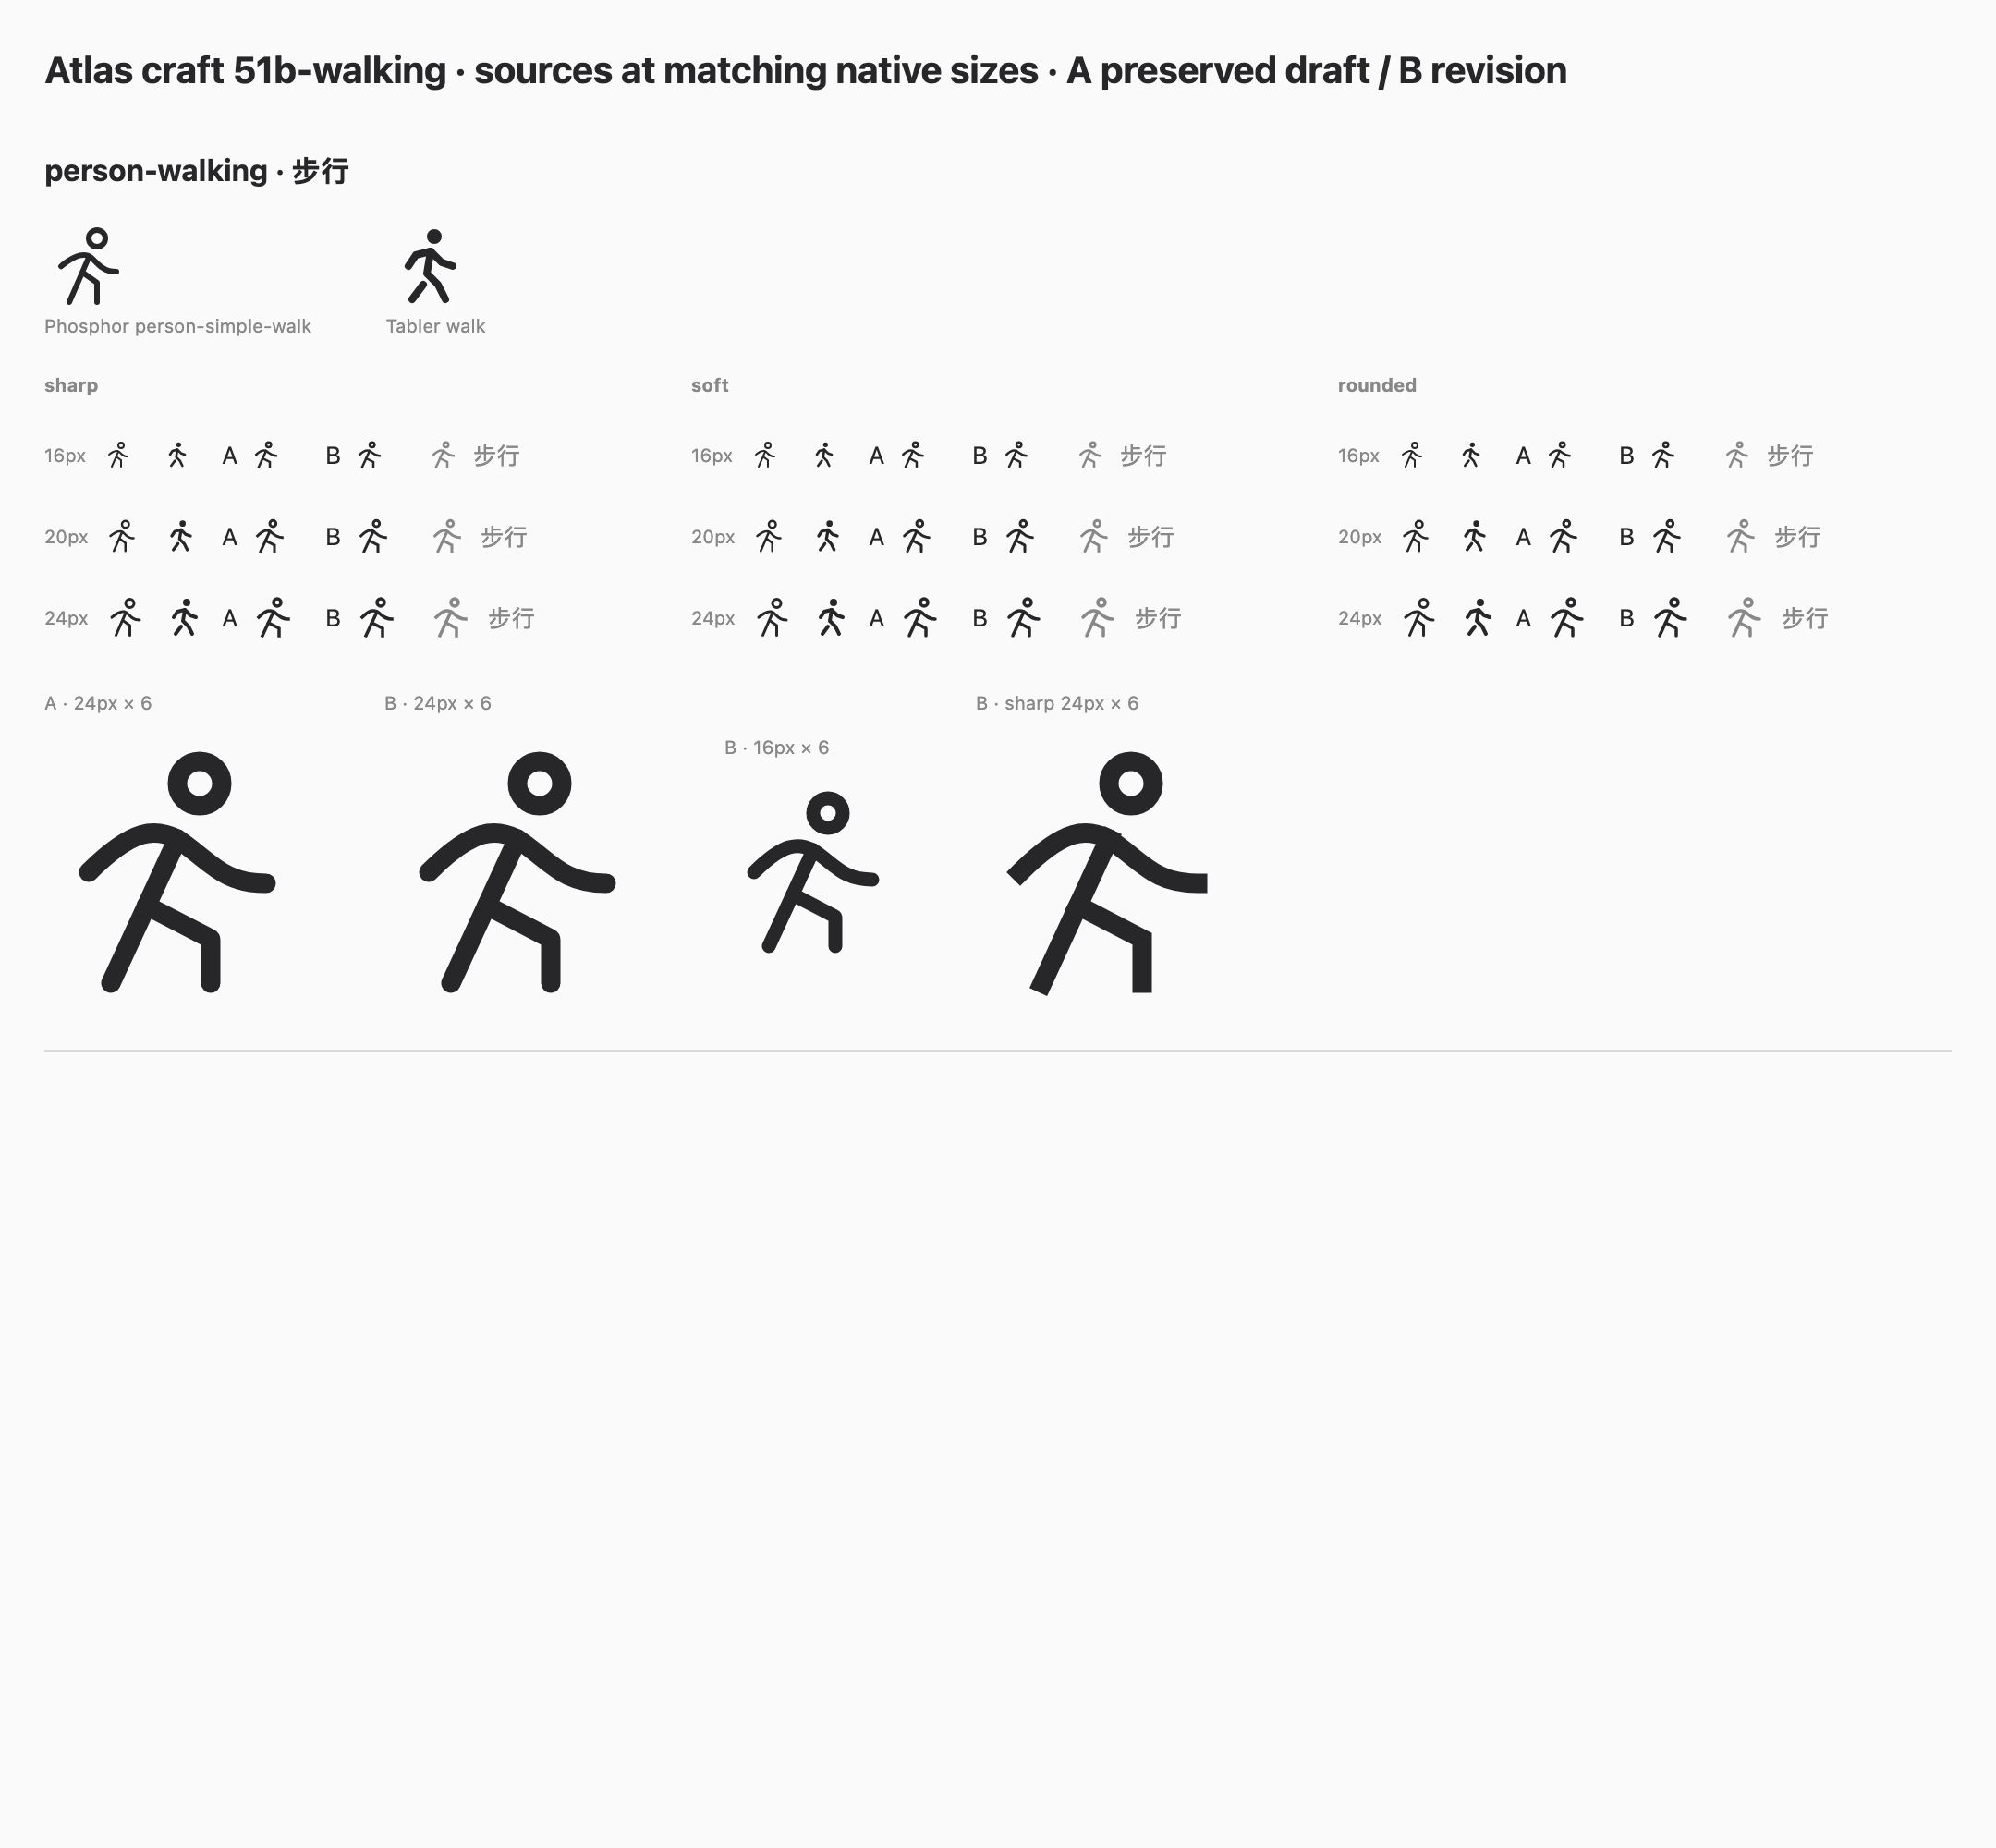 Atlas craft 51b-walking · sources at matching native sizes · A preserved draft / B revision
person-walking · 步行
Phosphor person-simple-walk
Tabler walk
sharp
soft
rounded
16px A B 步行
16px A B 步行
16px A B 步行
20px A B 步行
20px A B 步行
20px A B 步行
24px A B 步行
24px A B 步行
24px A B 步行
A · 24px × 6
B · 24px × 6
B · 16px × 6
B · sharp 24px × 6